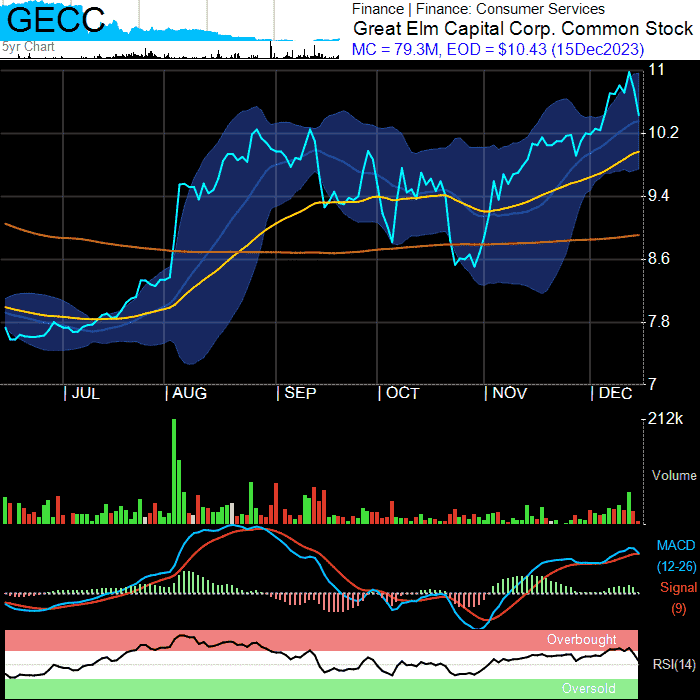 GECC
5yr Chart
Finance | Finance: Consumer Services
Great Elm Capital Corp. Common Stock
MC = 79.3M, EOD = $10.43 (15Dec2023)
11
10.2
9.4
8.6
7.8
7
| JUL | AUG | SEP | OCT | NOV | DEC
212k
Volume
MACD
(12-26)
Signal
(9)
Overbought
RSI(14)
Oversold